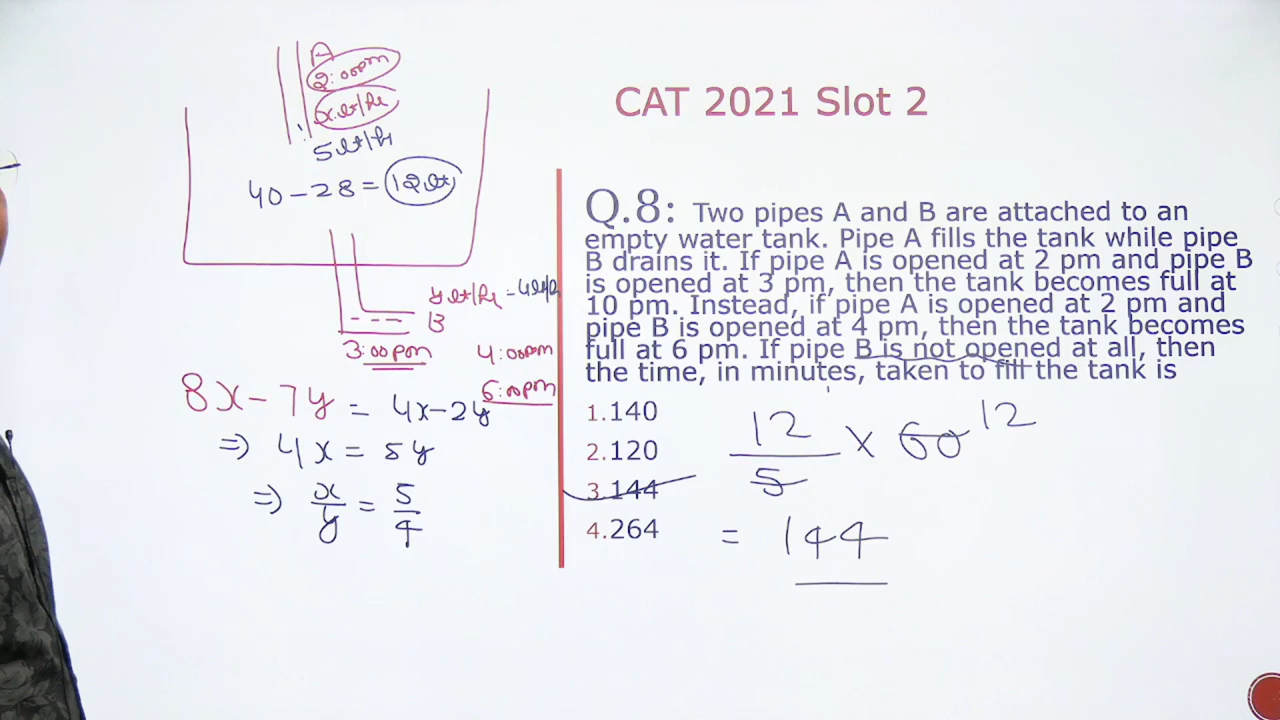 CAT 2021 Slot 2
Q.8: Two pipes A and B are attached to an
empty water tank. Pipe A fills the tank while pipe
B drains it. If pipe A is opened at 2 pm and pipe B
is opened at 3 pm, then the tank becomes full at
10 pm. Instead, if pipe A is opened at 2 pm and
pipe B is opened at 4 pm, then the tank becomes
full at 6 pm. If pipe B is not opened at all, then
the time, in minutes, taken to fill the tank is
1.140
2.120
3.144
4.264
A
2:00pm
x lt/hr
5lt/hr
40-28=12lt
y lt/hr -4lt/h
B
3:00pm
4:00pm
6:00pm
8x-7y = 4x-2y
⇒ 4x = 5y
⇒ x/y = 5/4
12/5 × 60 12
= 144